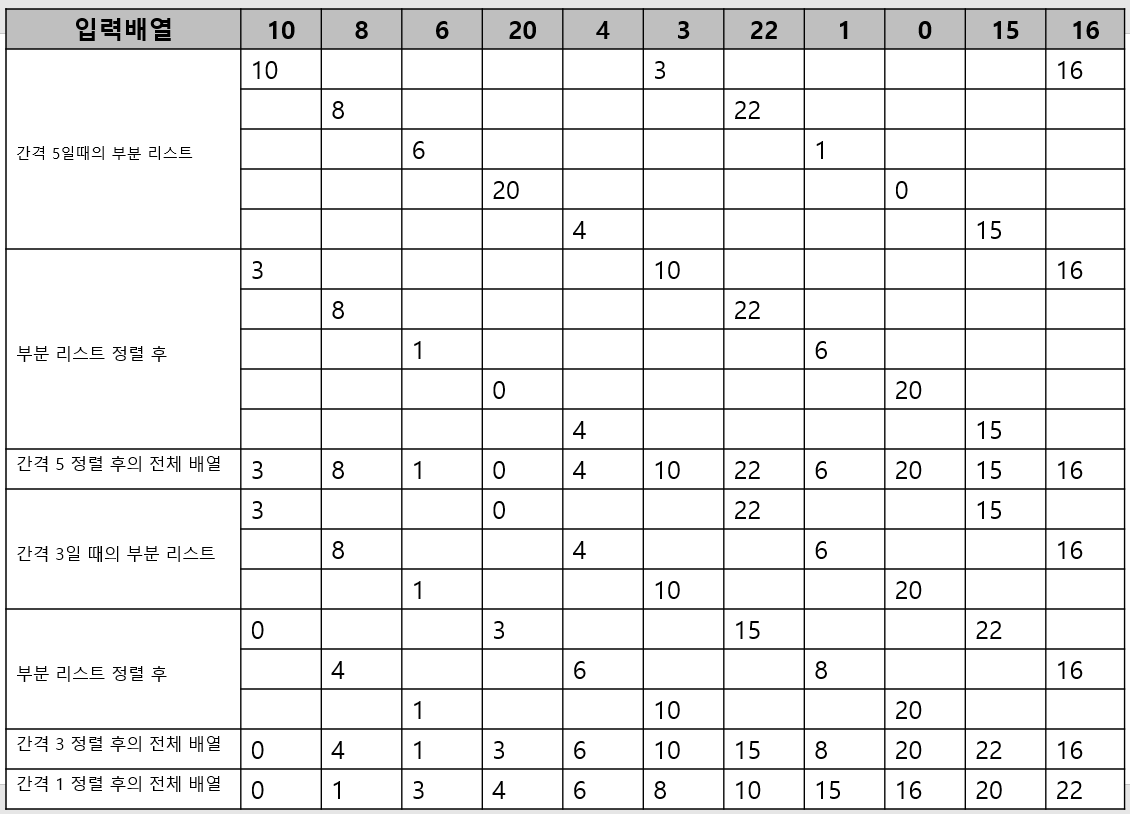 입력배열 10 8 6 20 4 3 22 1 0 15 16
10 3 16
8 22
간격 5일때의 부분 리스트 6 1
20 0
4 15
3 10 16
8 22
부분 리스트 정렬 후 1 6
0 20
4 15
간격 5 정렬 후의 전체 배열 3 8 1 0 4 10 22 6 20 15 16
3 0 22 15
간격 3일 때의 부분 리스트 8 4 6 16
1 10 20
0 3 15 22
부분 리스트 정렬 후 4 6 8 16
1 10 20
간격 3 정렬 후의 전체 배열 0 4 1 3 6 10 15 8 20 22 16
간격 1 정렬 후의 전체 배열 0 1 3 4 6 8 10 15 16 20 22